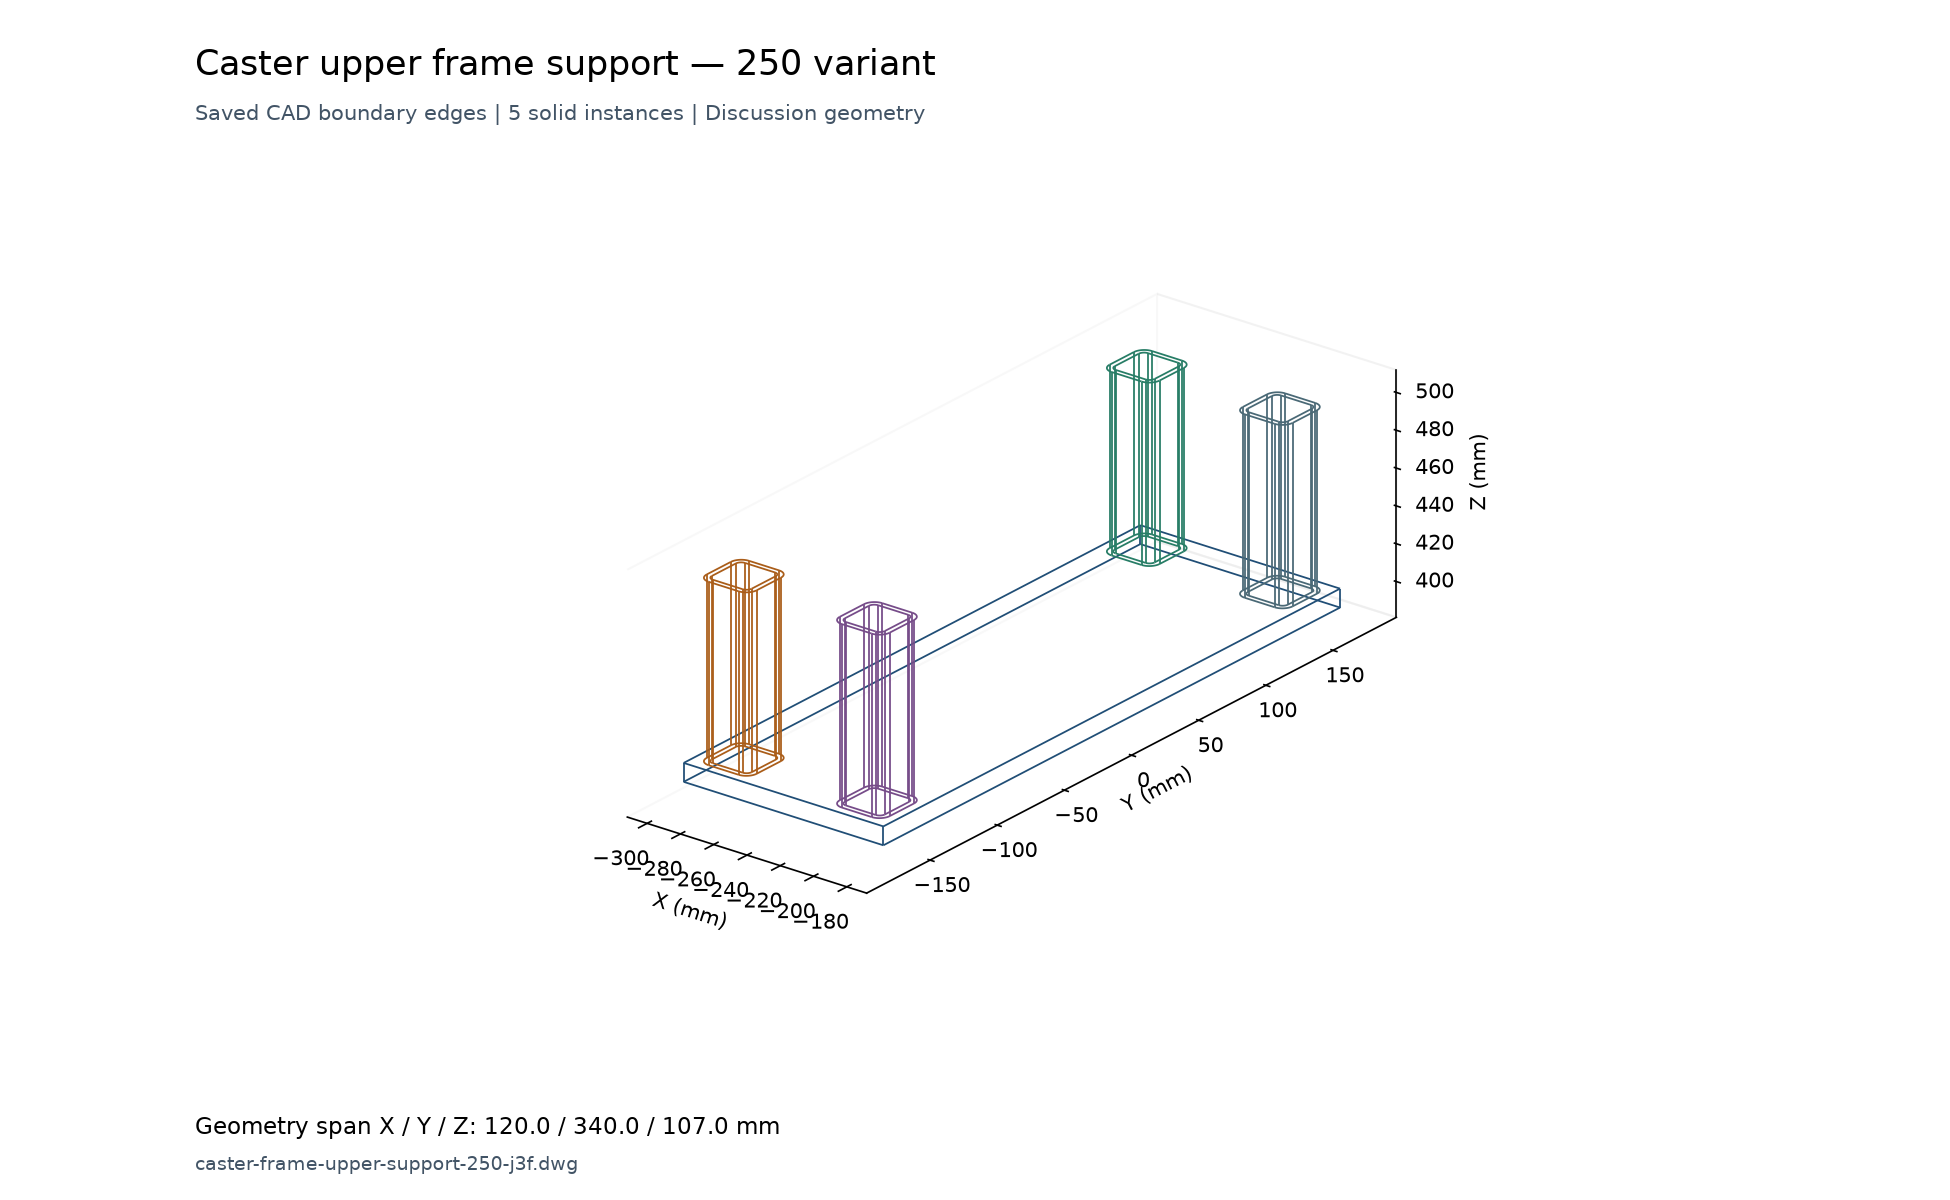 Caster upper frame support — 250 variant
Saved CAD boundary edges | 5 solid instances | Discussion geometry
500
480
460
440
420
400
Z (mm)
150
100
50
0
−50
−100
−150
Y (mm)
−300
−280
−260
−240
−220
−200
−180
X (mm)
Geometry span X / Y / Z: 120.0 / 340.0 / 107.0 mm
caster-frame-upper-support-250-j3f.dwg